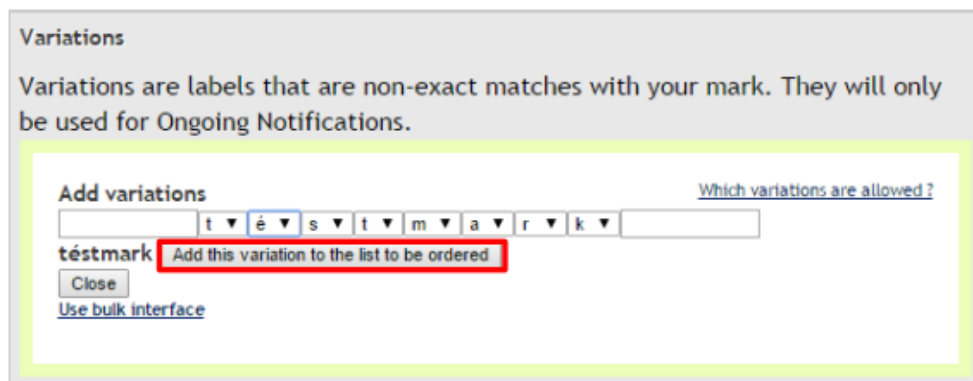 Variations
Variations are labels that are non-exact matches with your mark. They will only
be used for Ongoing Notifications.
Add variations
Which variations are allowed ?
t ▼ é ▼ s ▼ t ▼ m ▼ a ▼ r ▼ k ▼
téstmark Add this variation to the list to be ordered
Close
Use bulk interface